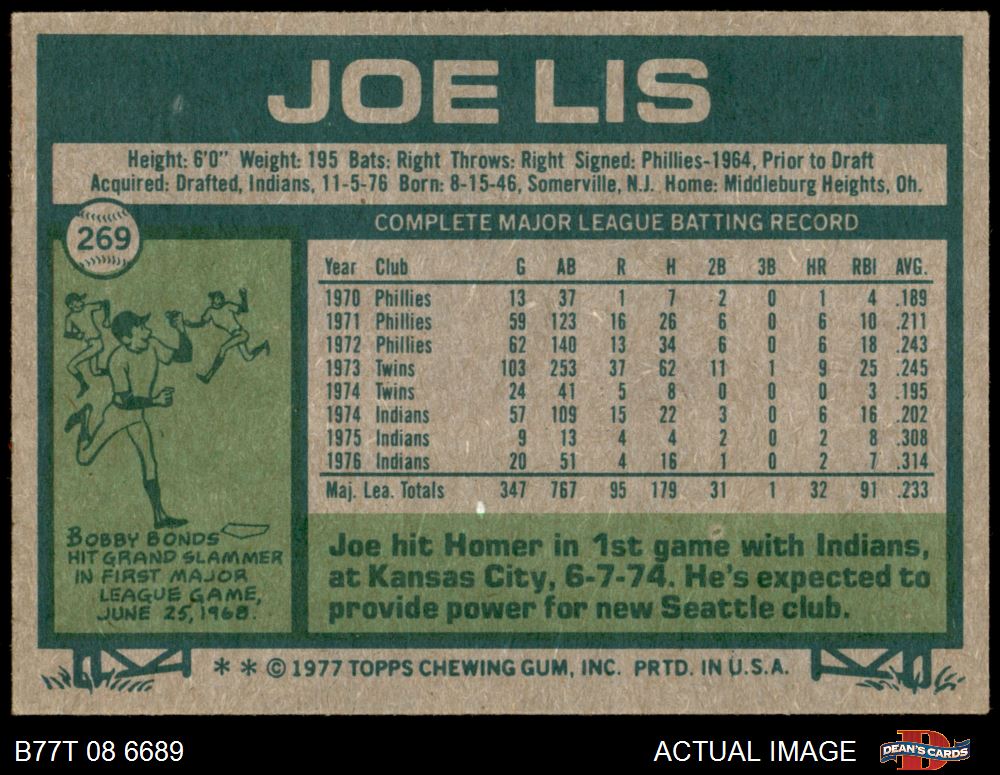 JOE LIS
Height: 6'0" Weight: 195 Bats: Right Throws: Right Signed: Phillies-1964, Prior to Draft
Acquired: Drafted, Indians, 11-5-76 Born: 8-15-46, Somerville, N.J. Home: Middleburg Heights, Oh.
269
COMPLETE MAJOR LEAGUE BATTING RECORD
Year Club G AB R H 2B 3B HR RBI AVG.
1970 Phillies 13 37 1 7 2 0 1 4 .189
1971 Phillies 59 123 16 26 6 0 6 10 .211
1972 Phillies 62 140 13 34 6 0 6 18 .243
1973 Twins 103 253 37 62 11 1 9 25 .245
1974 Twins 24 41 5 8 0 0 0 3 .195
1974 Indians 57 109 15 22 3 0 6 16 .202
1975 Indians 9 13 4 4 2 0 2 8 .308
1976 Indians 20 51 4 16 1 0 2 7 .314
Maj. Lea. Totals 347 767 95 179 31 1 32 91 .233
BOBBY BONDS
HIT GRAND SLAMMER
IN FIRST MAJOR
LEAGUE GAME,
JUNE 25, 1968.
Joe hit Homer in 1st game with Indians,
at Kansas City, 6-7-74. He's expected to
provide power for new Seattle club.
* * © 1977 TOPPS CHEWING GUM, INC. PRTD. IN U.S.A.
B77T 08 6689
ACTUAL IMAGE
D
DEAN'S CARDS